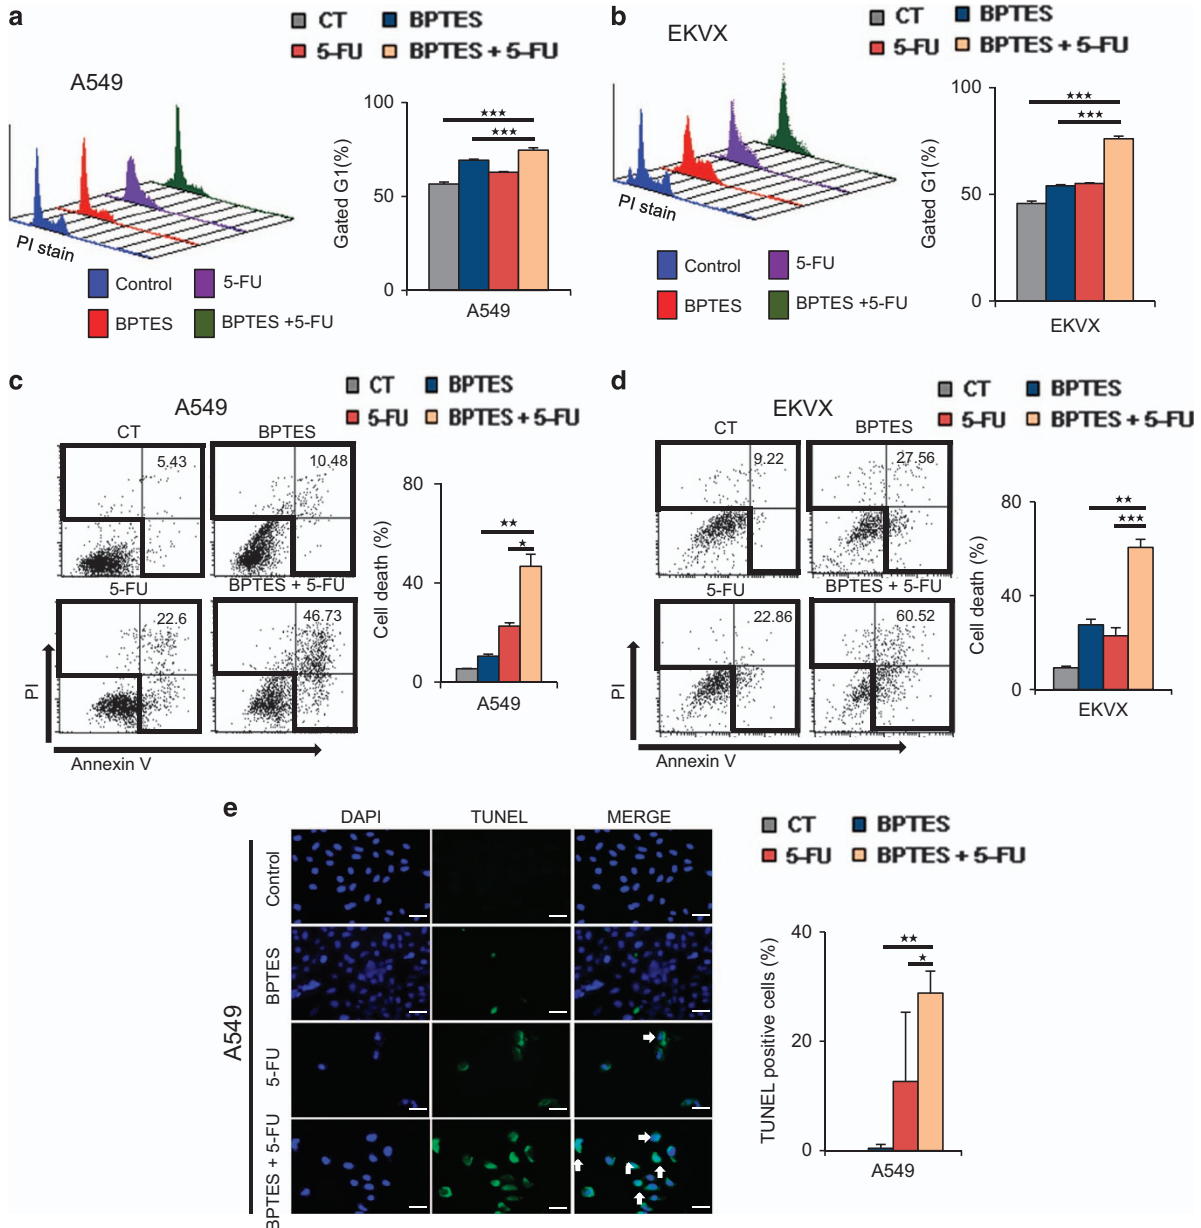 a
CT
BPTES
5–FU
BPTES + 5–FU
A549
PI stain
Control
5-FU
BPTES
BPTES +5-FU
Gated G1(%)
100
50
0
★★★
★★★
A549
b
EKVX
CT
BPTES
5–FU
BPTES + 5–FU
PI stain
Control
5-FU
BPTES
BPTES +5-FU
Gated G1(%)
100
50
0
★★★
★★★
EKVX
c
A549
CT
BPTES
5–FU
BPTES + 5–FU
CT
BPTES
5.43
10.48
5-FU
BPTES + 5-FU
22.6
46.73
PI
Annexin V
Cell death (%)
80
40
0
★★
★
A549
d
EKVX
CT
BPTES
5–FU
BPTES + 5–FU
CT
BPTES
9.22
27.56
5-FU
BPTES + 5-FU
22.86
60.52
PI
Annexin V
Cell death (%)
80
40
0
★★
★★★
EKVX
e
DAPI
TUNEL
MERGE
A549
Control
BPTES
5-FU
BPTES + 5-FU
CT
BPTES
5–FU
BPTES + 5–FU
TUNEL positive cells (%)
40
20
0
★★
★
A549